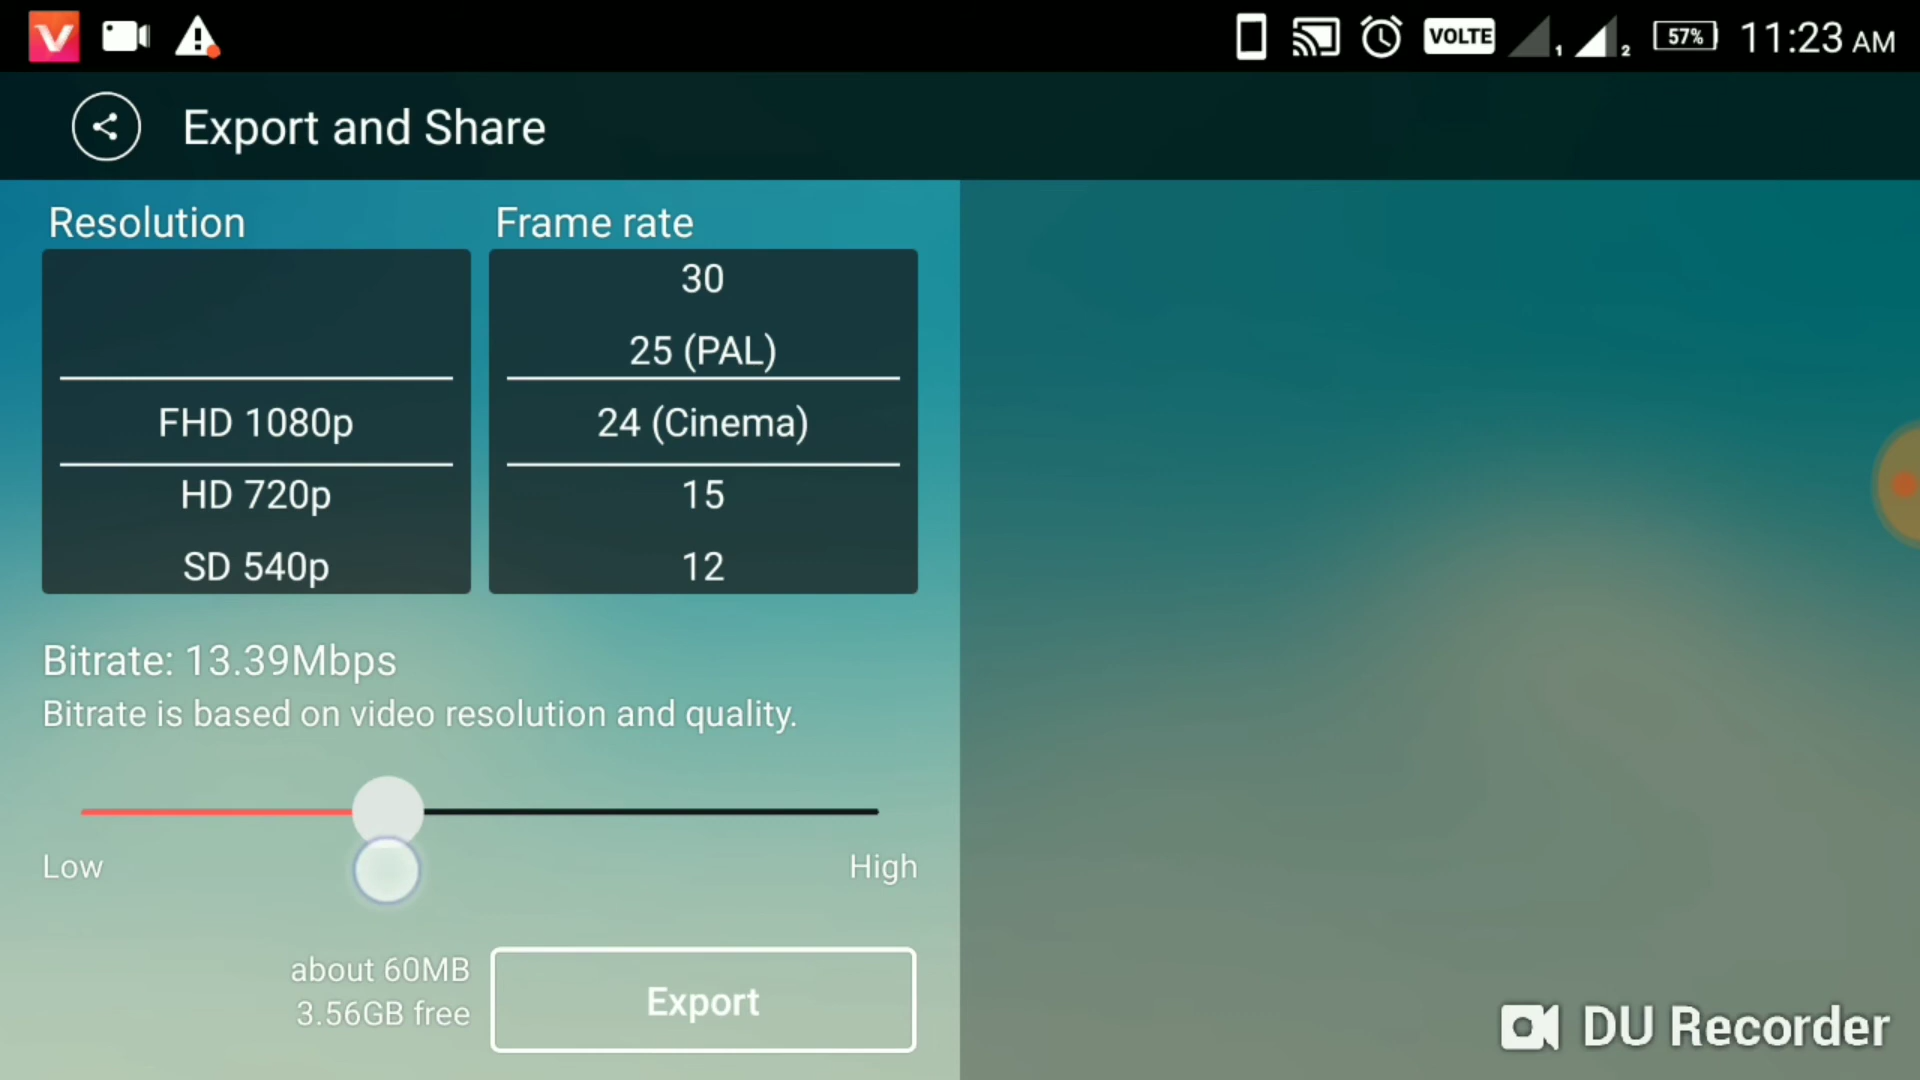 V
VOLTE
1
2
57%
11:23 AM
Export and Share
Resolution
Frame rate
30
25 (PAL)
FHD 1080p
24 (Cinema)
HD 720p
15
SD 540p
12
Bitrate: 13.39Mbps
Bitrate is based on video resolution and quality.
Low
High
about 60MB
3.56GB free
Export
DU Recorder